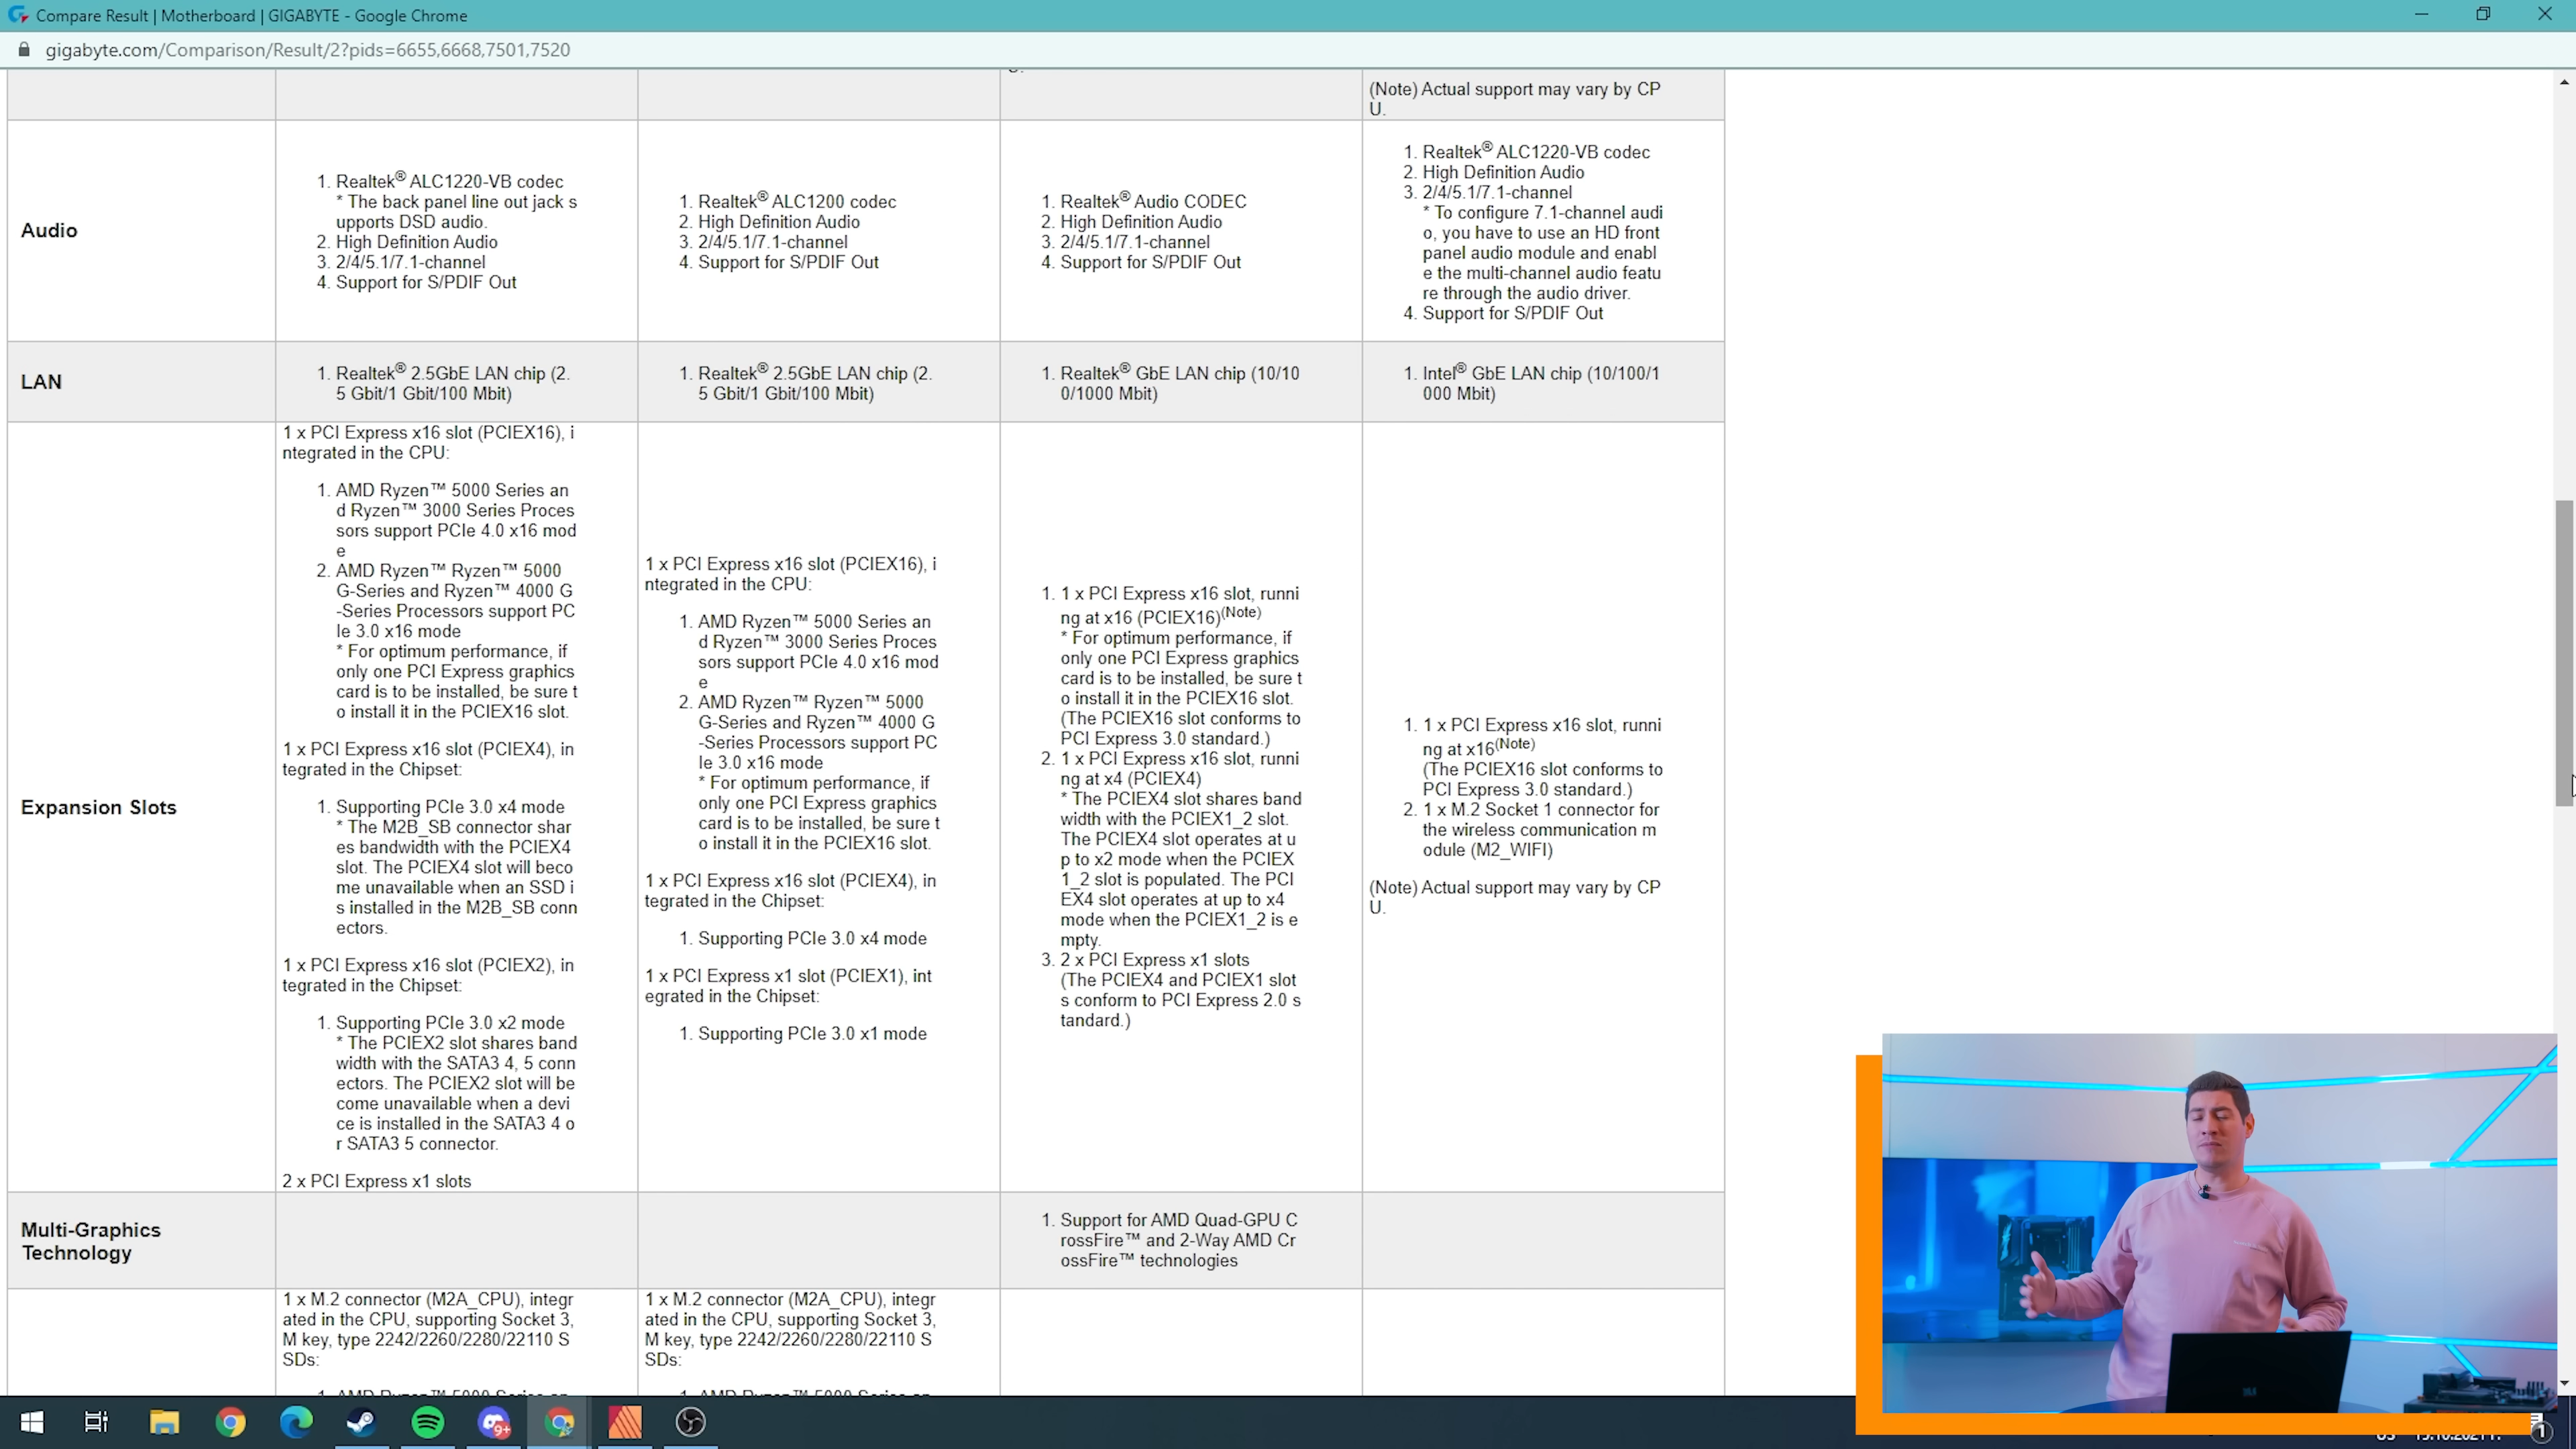 Compare Result | Motherboard | GIGABYTE - Google Chrome
gigabyte.com/Comparison/Result/2?pids=6655,6668,7501,7520
(Note) Actual support may vary by CP
U.
Audio
1. Realtek® ALC1220-VB codec
* The back panel line out jack s
upports DSD audio.
2. High Definition Audio
3. 2/4/5.1/7.1-channel
4. Support for S/PDIF Out
1. Realtek® ALC1200 codec
2. High Definition Audio
3. 2/4/5.1/7.1-channel
4. Support for S/PDIF Out
1. Realtek® Audio CODEC
2. High Definition Audio
3. 2/4/5.1/7.1-channel
4. Support for S/PDIF Out
1. Realtek® ALC1220-VB codec
2. High Definition Audio
3. 2/4/5.1/7.1-channel
* To configure 7.1-channel audi
o, you have to use an HD front
panel audio module and enabl
e the multi-channel audio featu
re through the audio driver.
4. Support for S/PDIF Out
LAN
1. Realtek® 2.5GbE LAN chip (2.
5 Gbit/1 Gbit/100 Mbit)
1. Realtek® 2.5GbE LAN chip (2.
5 Gbit/1 Gbit/100 Mbit)
1. Realtek® GbE LAN chip (10/10
0/1000 Mbit)
1. Intel® GbE LAN chip (10/100/1
000 Mbit)
Expansion Slots
1 x PCI Express x16 slot (PCIEX16), i
ntegrated in the CPU:
1. AMD Ryzen™ 5000 Series an
d Ryzen™ 3000 Series Proces
sors support PCIe 4.0 x16 mod
e
2. AMD Ryzen™ Ryzen™ 5000
G-Series and Ryzen™ 4000 G
-Series Processors support PC
Ie 3.0 x16 mode
* For optimum performance, if
only one PCI Express graphics
card is to be installed, be sure t
o install it in the PCIEX16 slot.
1 x PCI Express x16 slot (PCIEX4), in
tegrated in the Chipset:
1. Supporting PCIe 3.0 x4 mode
* The M2B_SB connector shar
es bandwidth with the PCIEX4
slot. The PCIEX4 slot will beco
me unavailable when an SSD i
s installed in the M2B_SB conn
ectors.
1 x PCI Express x16 slot (PCIEX2), in
tegrated in the Chipset:
1. Supporting PCIe 3.0 x2 mode
* The PCIEX2 slot shares band
width with the SATA3 4, 5 conn
ectors. The PCIEX2 slot will be
come unavailable when a devi
ce is installed in the SATA3 4 o
r SATA3 5 connector.
2 x PCI Express x1 slots
1 x PCI Express x16 slot (PCIEX16), i
ntegrated in the CPU:
1. AMD Ryzen™ 5000 Series an
d Ryzen™ 3000 Series Proces
sors support PCIe 4.0 x16 mod
e
2. AMD Ryzen™ Ryzen™ 5000
G-Series and Ryzen™ 4000 G
-Series Processors support PC
Ie 3.0 x16 mode
* For optimum performance, if
only one PCI Express graphics
card is to be installed, be sure t
o install it in the PCIEX16 slot.
1 x PCI Express x16 slot (PCIEX4), in
tegrated in the Chipset:
1. Supporting PCIe 3.0 x4 mode
1 x PCI Express x1 slot (PCIEX1), int
egrated in the Chipset:
1. Supporting PCIe 3.0 x1 mode
1. 1 x PCI Express x16 slot, runni
ng at x16 (PCIEX16)(Note)
* For optimum performance, if
only one PCI Express graphics
card is to be installed, be sure t
o install it in the PCIEX16 slot.
(The PCIEX16 slot conforms to
PCI Express 3.0 standard.)
2. 1 x PCI Express x16 slot, runni
ng at x4 (PCIEX4)
* The PCIEX4 slot shares band
width with the PCIEX1_2 slot.
The PCIEX4 slot operates at u
p to x2 mode when the PCIEX
1_2 slot is populated. The PCI
EX4 slot operates at up to x4
mode when the PCIEX1_2 is e
mpty.
3. 2 x PCI Express x1 slots
(The PCIEX4 and PCIEX1 slot
s conform to PCI Express 2.0 s
tandard.)
1. 1 x PCI Express x16 slot, runni
ng at x16(Note)
(The PCIEX16 slot conforms to
PCI Express 3.0 standard.)
2. 1 x M.2 Socket 1 connector for
the wireless communication m
odule (M2_WIFI)
(Note) Actual support may vary by CP
U.
Multi-Graphics
Technology
1. Support for AMD Quad-GPU C
rossFire™ and 2-Way AMD Cr
ossFire™ technologies
1 x M.2 connector (M2A_CPU), integr
ated in the CPU, supporting Socket 3,
M key, type 2242/2260/2280/22110 S
SDs:
1 x M.2 connector (M2A_CPU), integr
ated in the CPU, supporting Socket 3,
M key, type 2242/2260/2280/22110 S
SDs:
9+
1